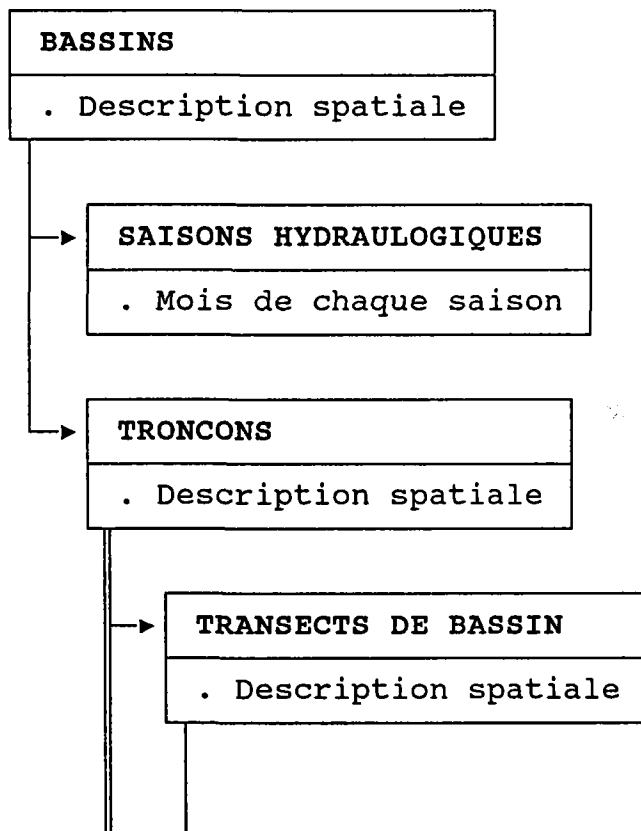 BASSINS
. Description spatiale
SAISONS HYDRAULOGIQUES
. Mois de chaque saison
TRONCONS
. Description spatiale
TRANSECTS DE BASSIN
. Description spatiale